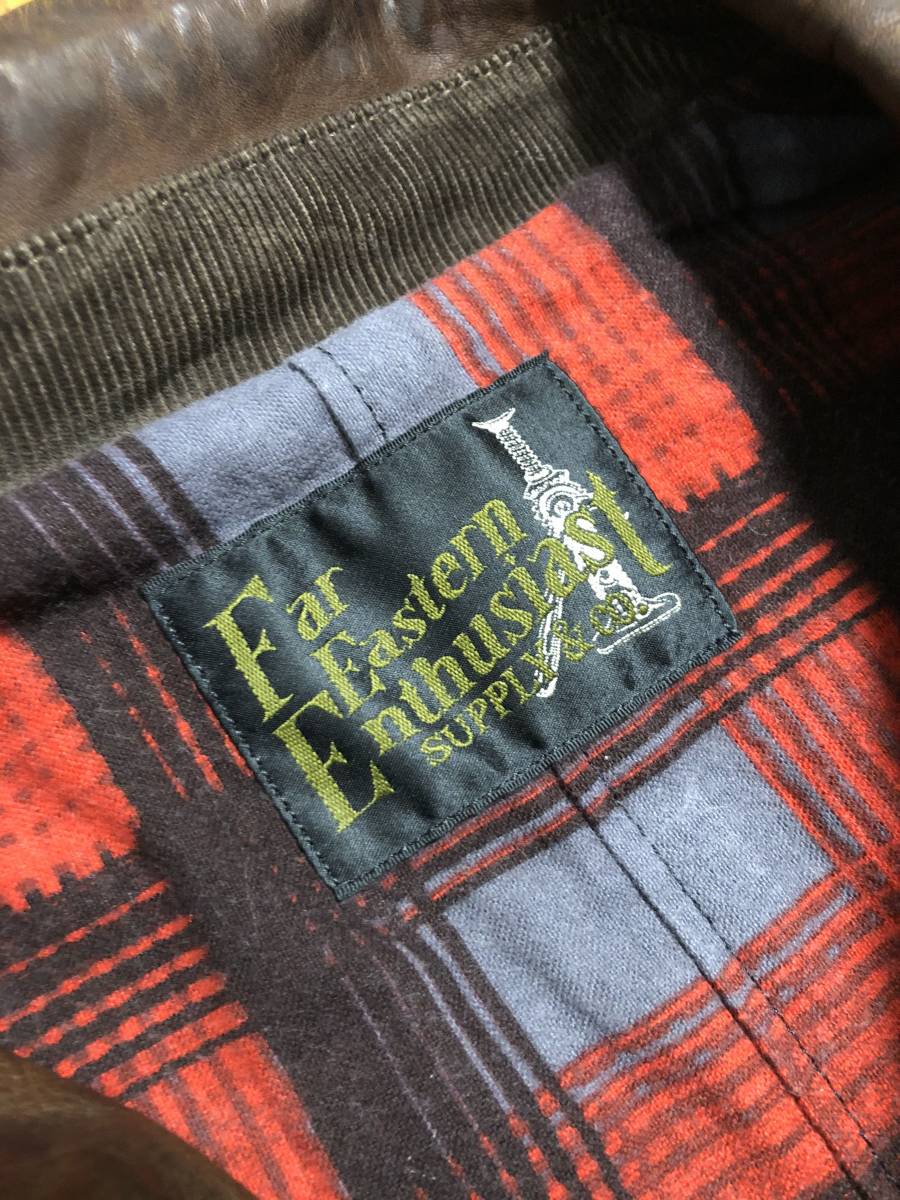 Far
Eastern
Enthusiast
SUPPLY & co.